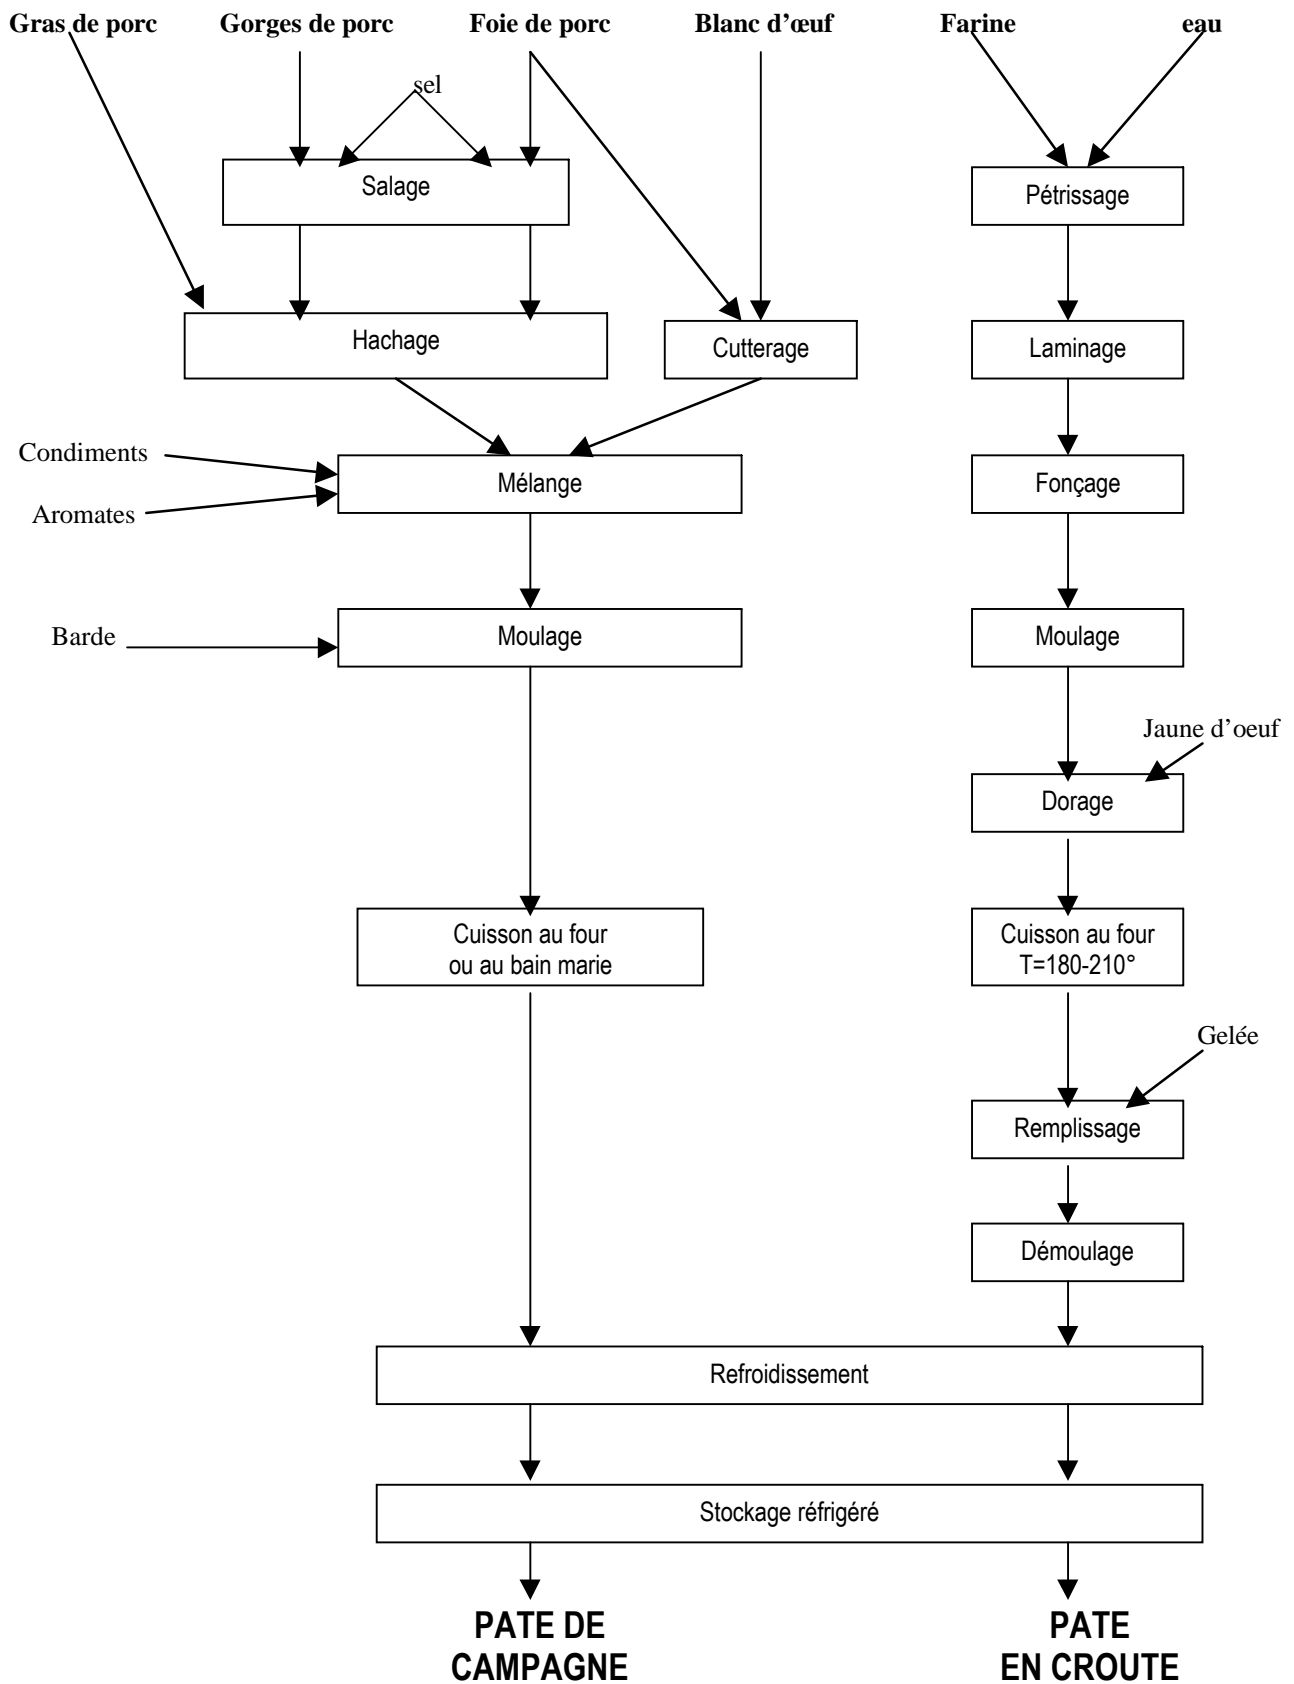 Gras de porc Gorges de porc Foie de porc Blanc d’œuf Farine eau
sel
Salage Pétrissage
Hachage Cutterage Laminage
Condiments
Mélange Fonçage
Aromates
Barde Moulage Moulage
Jaune d’oeuf
Dorage
Cuisson au four Cuisson au four
ou au bain marie T=180-210°
Gelée
Remplissage
Démoulage
Refroidissement
Stockage réfrigéré
PATE DE PATE
CAMPAGNE EN CROUTE